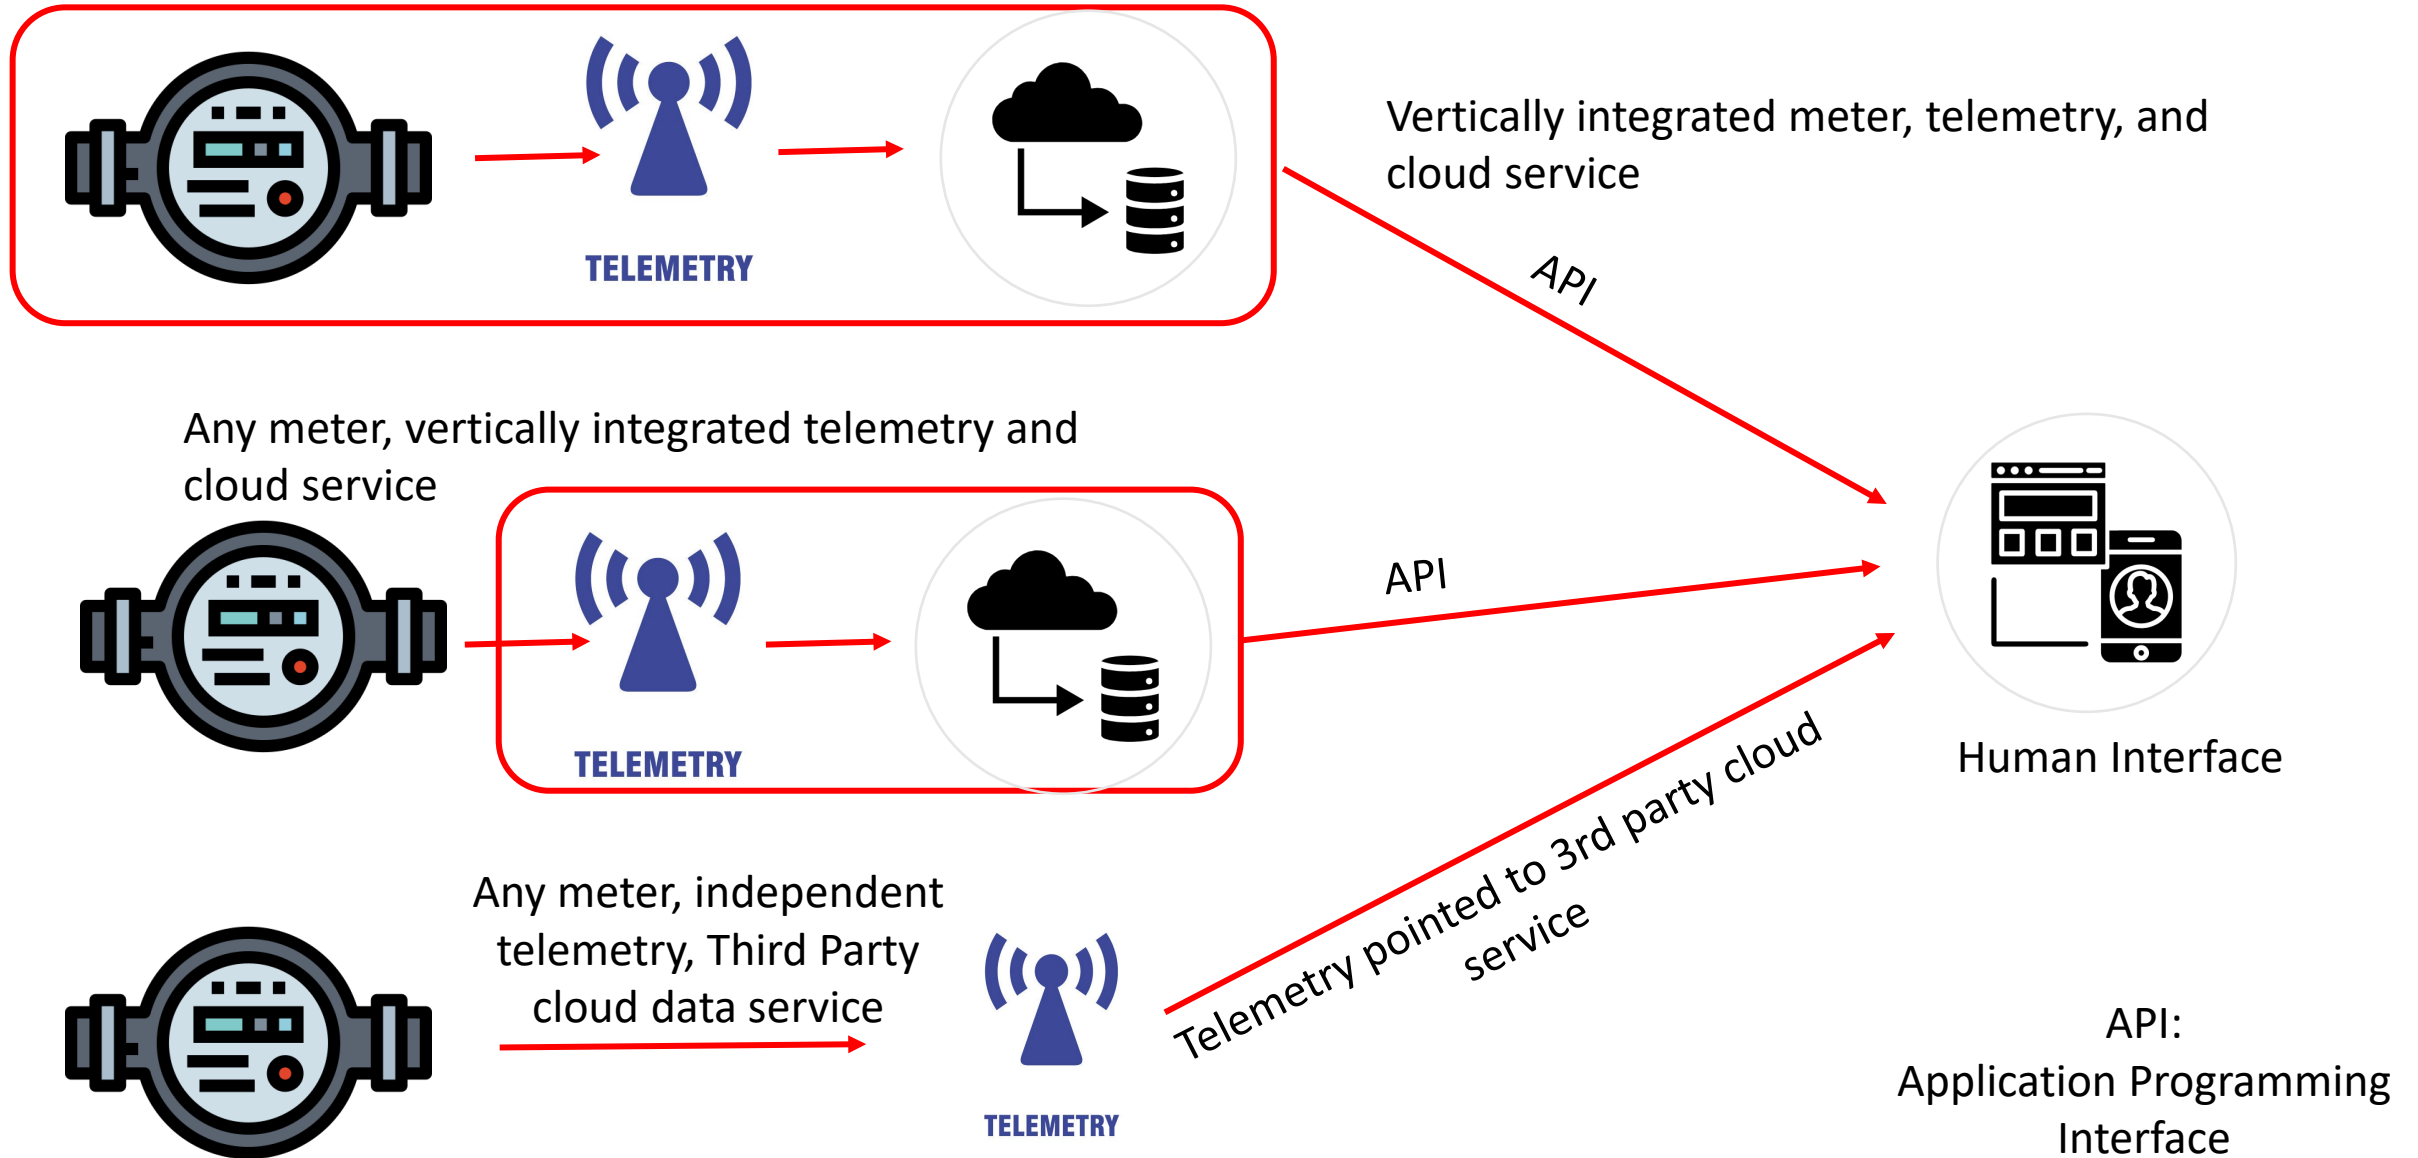 Vertically integrated meter, telemetry, and
cloud service
TELEMETRY
API
Any meter, vertically integrated telemetry and
cloud service
API
TELEMETRY
Human Interface
Telemetry pointed to 3rd party cloud
service
Any meter, independent
telemetry, Third Party
cloud data service
TELEMETRY
API:
Application Programming
Interface